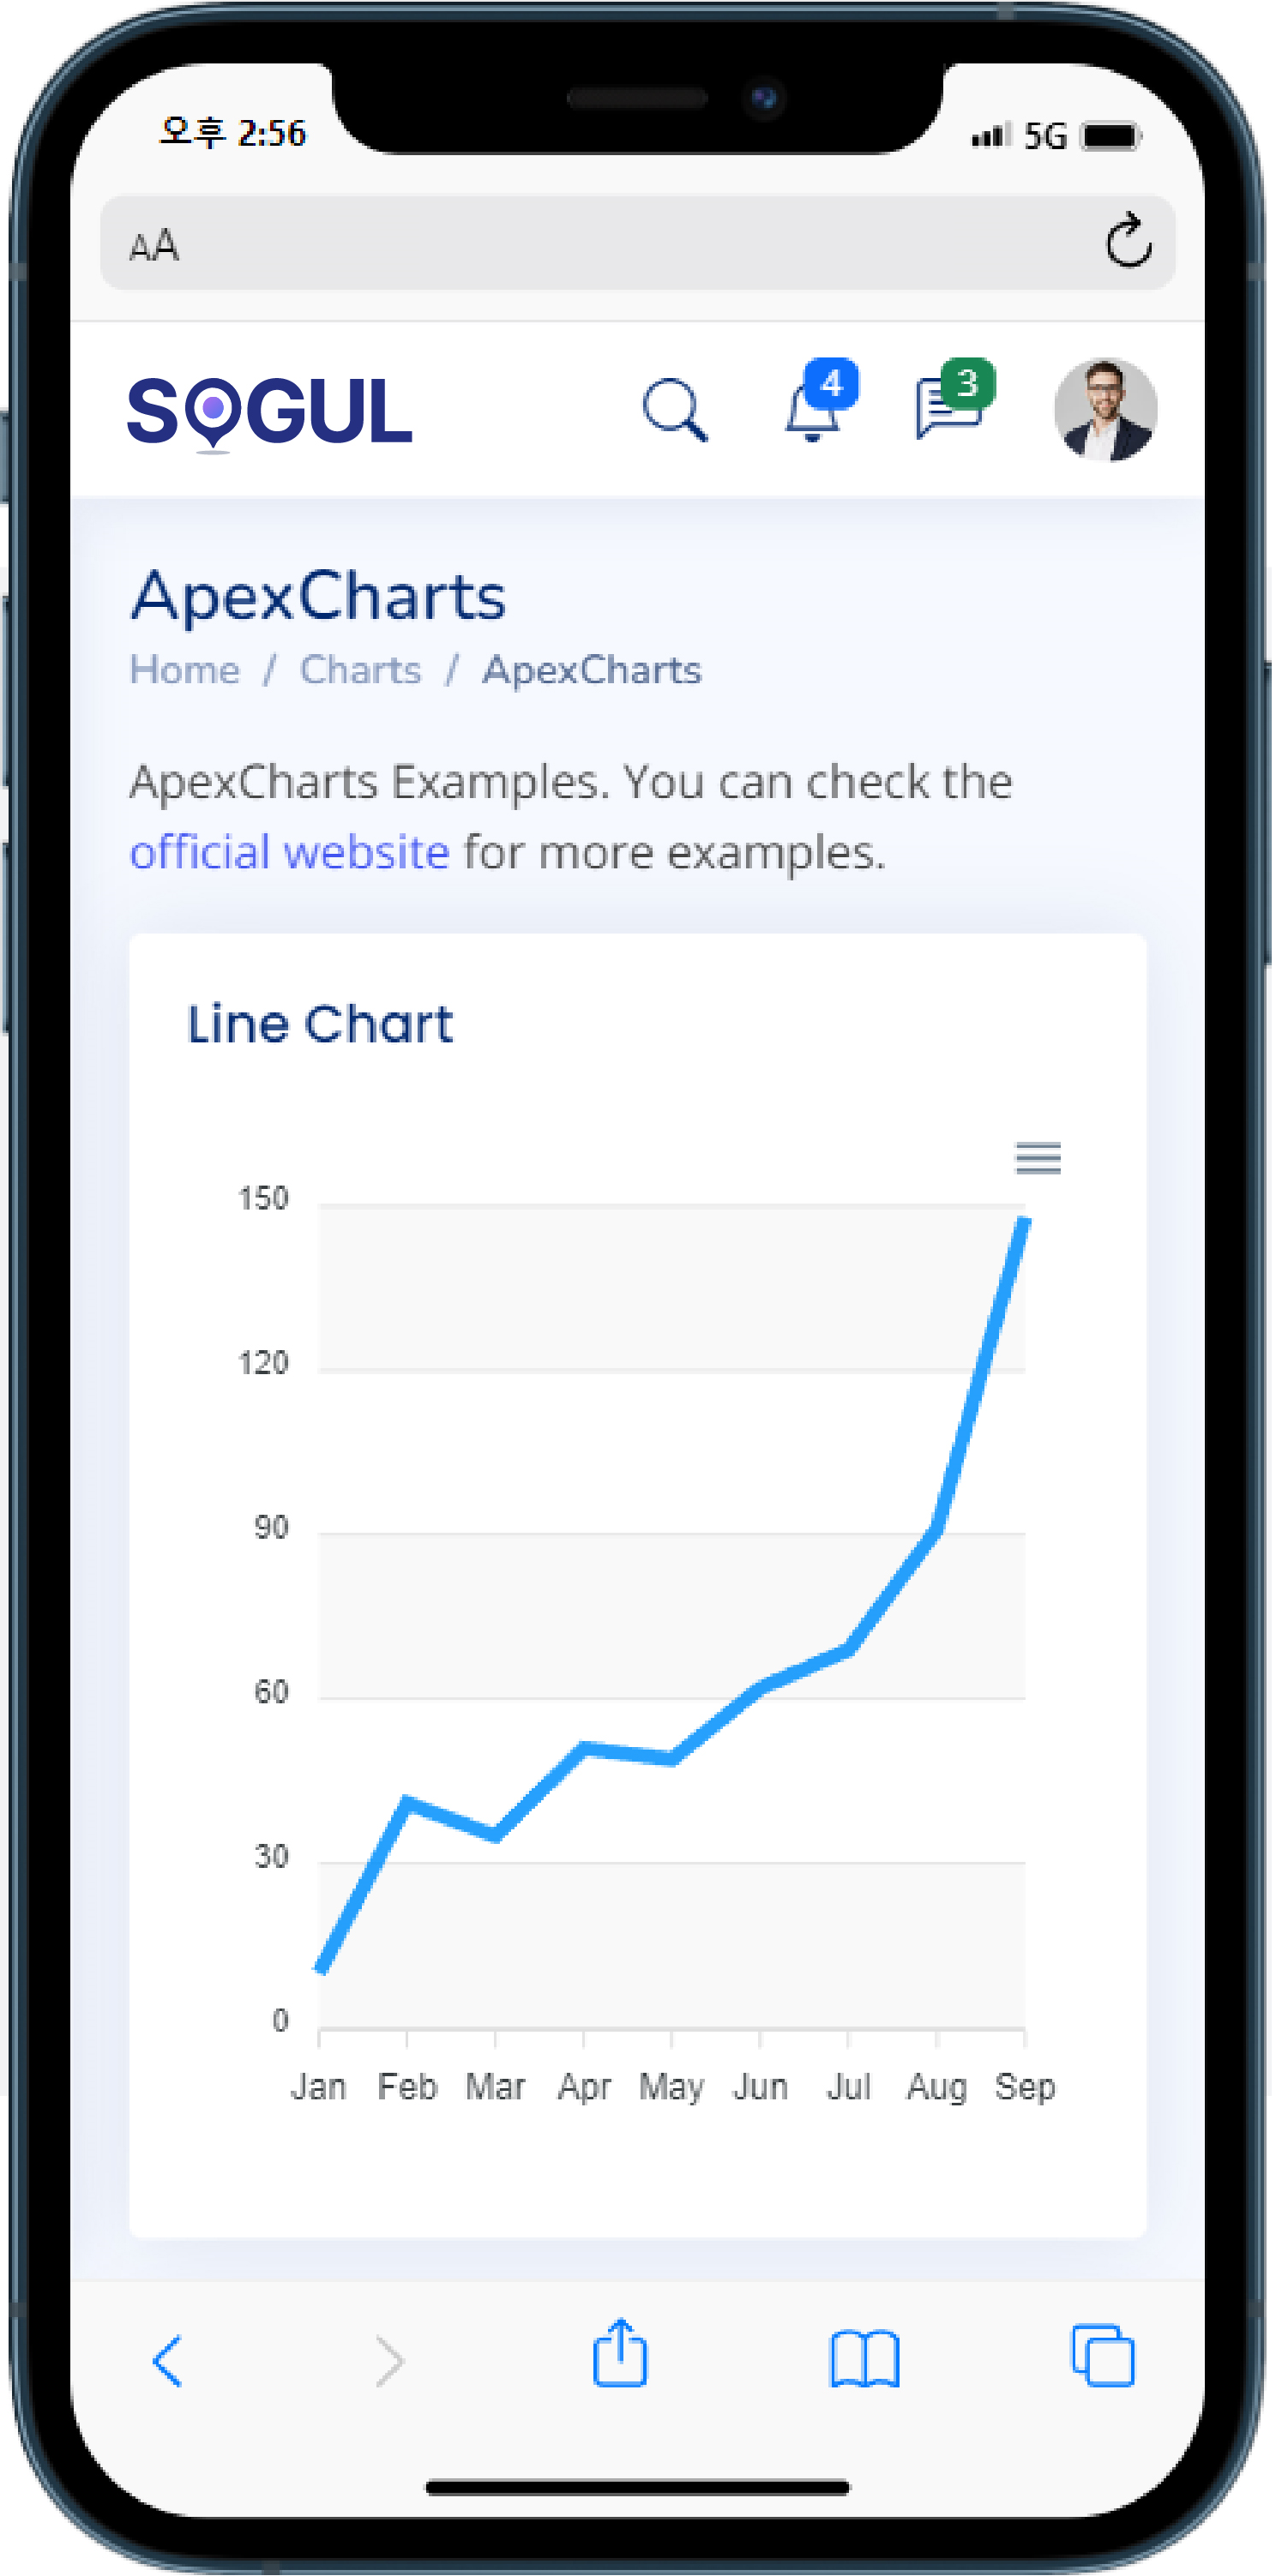 오후 2:56
5G
AA
SOGUL
4
3
ApexCharts
Home / Charts / ApexCharts
ApexCharts Examples. You can check the
official website for more examples.
Line Chart
150
120
90
60
30
0
Jan Feb Mar Apr May Jun Jul Aug Sep